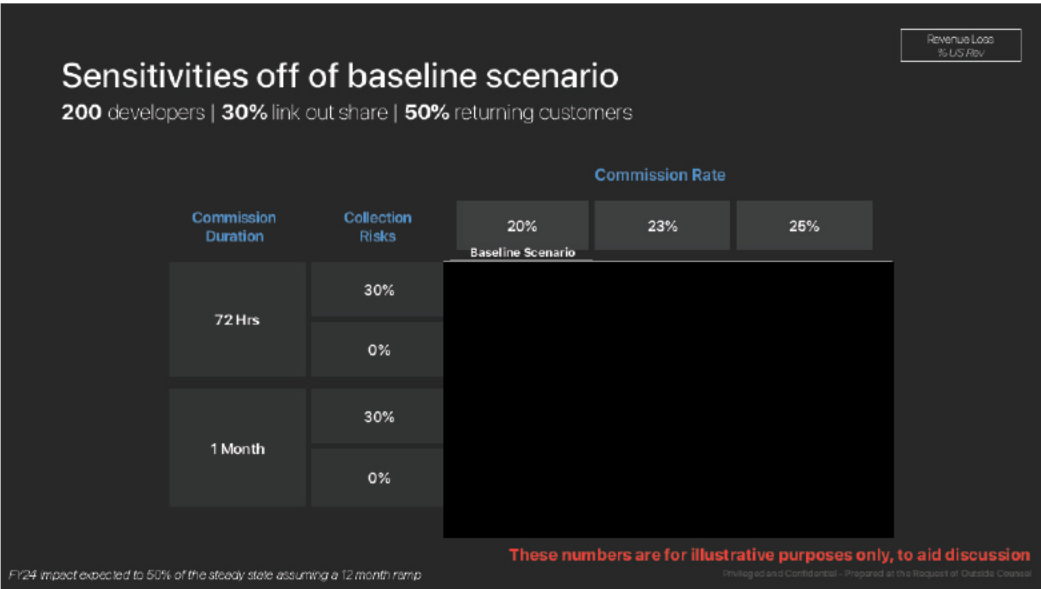 Revenue Loss
% US Rev
Sensitivities off of baseline scenario
200 developers | 30% link out share | 50% returning customers
Commission Rate
Commission
Duration
Collection
Risks
20%
23%
25%
Baseline Scenario
72 Hrs
30%
0%
1 Month
30%
0%
These numbers are for illustrative purposes only, to aid discussion
FY24 impact expected to 50% of the steady state assuming a 12 month ramp
Privileged and Confidential - Prepared at the Request of Outside Counsel